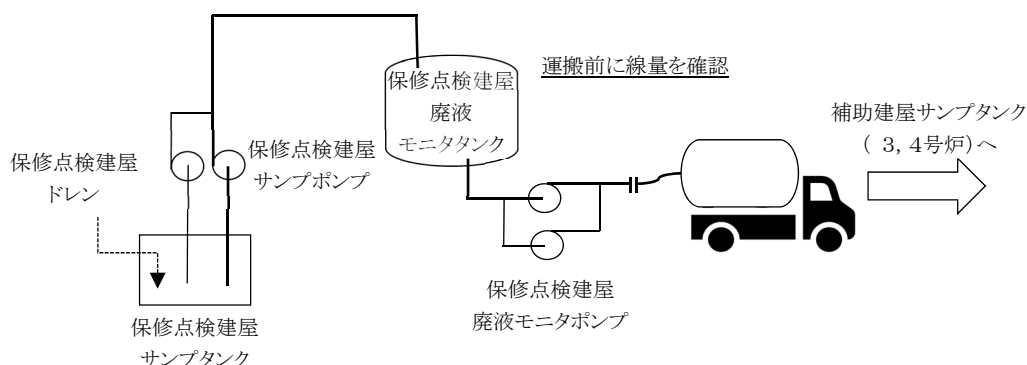 運搬前に線量を確認
保修点検建屋
廃液
モニタタンク
補助建屋サンプタンク
( 3, 4号炉)へ
保修点検建屋
サンプポンプ
保修点検建屋
ドレン
保修点検建屋
廃液モニタポンプ
保修点検建屋
サンプタンク